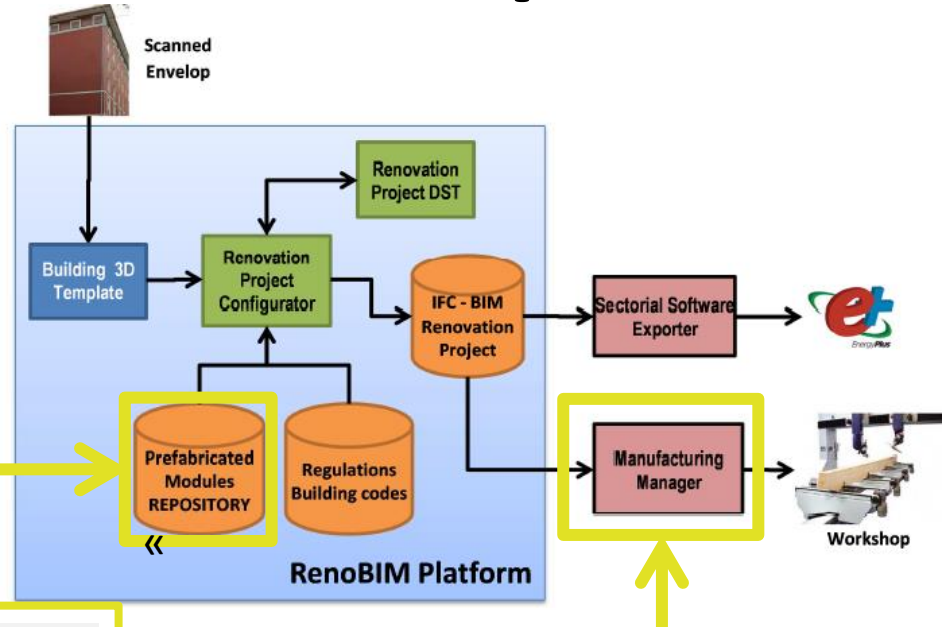 Scanned
Envelop
Renovation
Project DST
Building 3D
Template
Renovation
Project
Configurator
IFC - BIM
Renovation
Project
Sectorial Software
Exporter
e+
EnergyPlus
Prefabricated
Modules
REPOSITORY
Regulations
Building codes
Manufacturing
Manager
Workshop
«
RenoBIM Platform